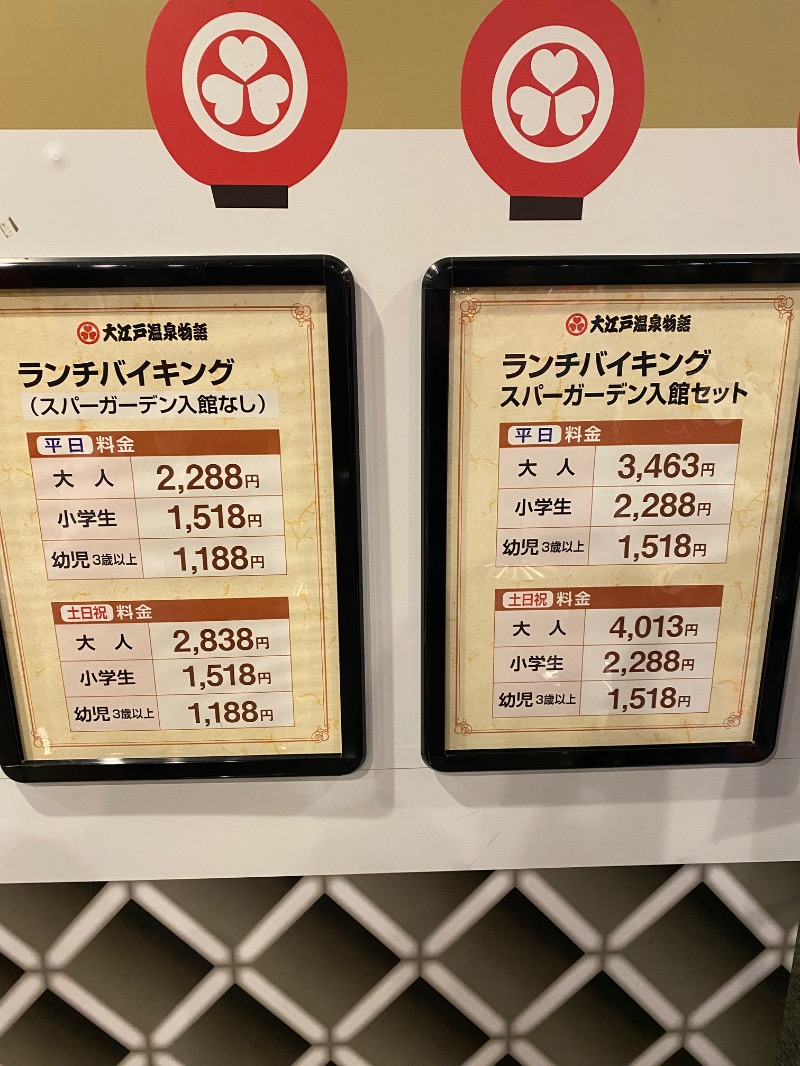 大江戸温泉物語
ランチバイキング
（スパーガーデン入館なし）
平日 料金
大 人 2,288円
小学生 1,518円
幼児 3歳以上 1,188円
土日祝 料金
大 人 2,838円
小学生 1,518円
幼児 3歳以上 1,188円
大江戸温泉物語
ランチバイキング
スパーガーデン入館セット
平日 料金
大 人 3,463円
小学生 2,288円
幼児 3歳以上 1,518円
土日祝 料金
大 人 4,013円
小学生 2,288円
幼児 3歳以上 1,518円